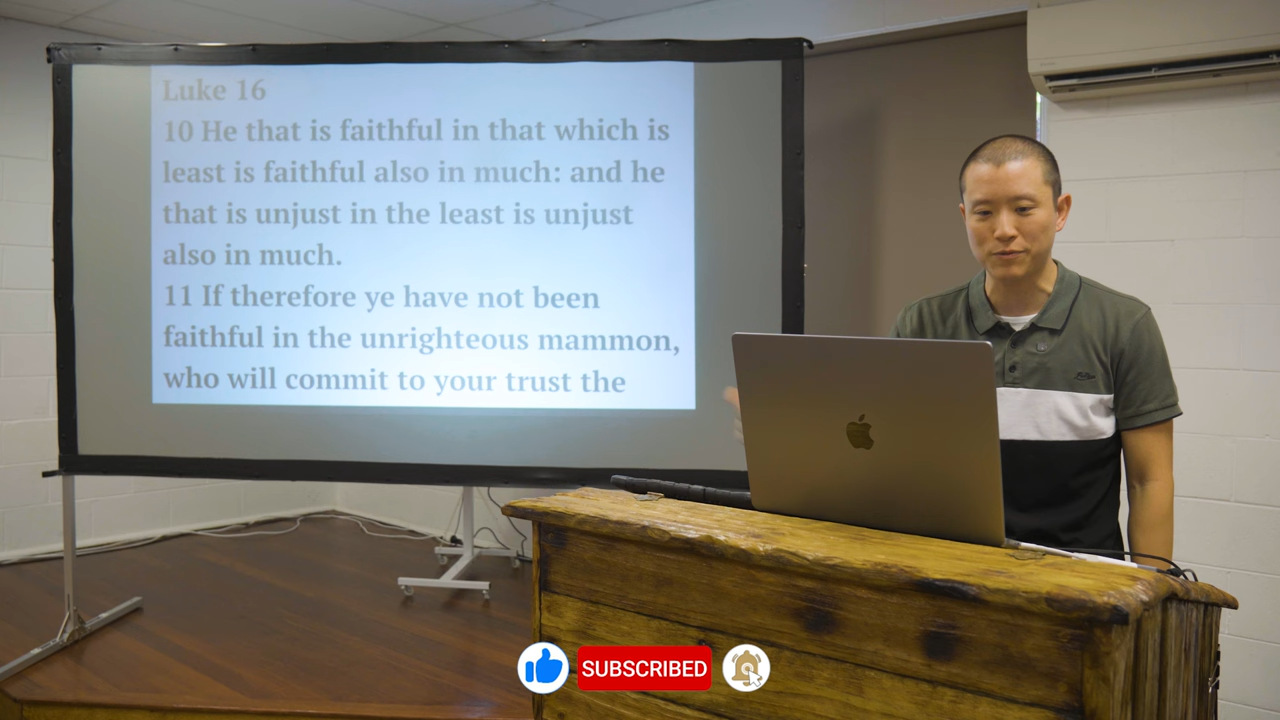 Luke 16
10 He that is faithful in that which is
least is faithful also in much: and he
that is unjust in the least is unjust
also in much.
11 If therefore ye have not been
faithful in the unrighteous mammon,
who will commit to your trust the
SUBSCRIBED